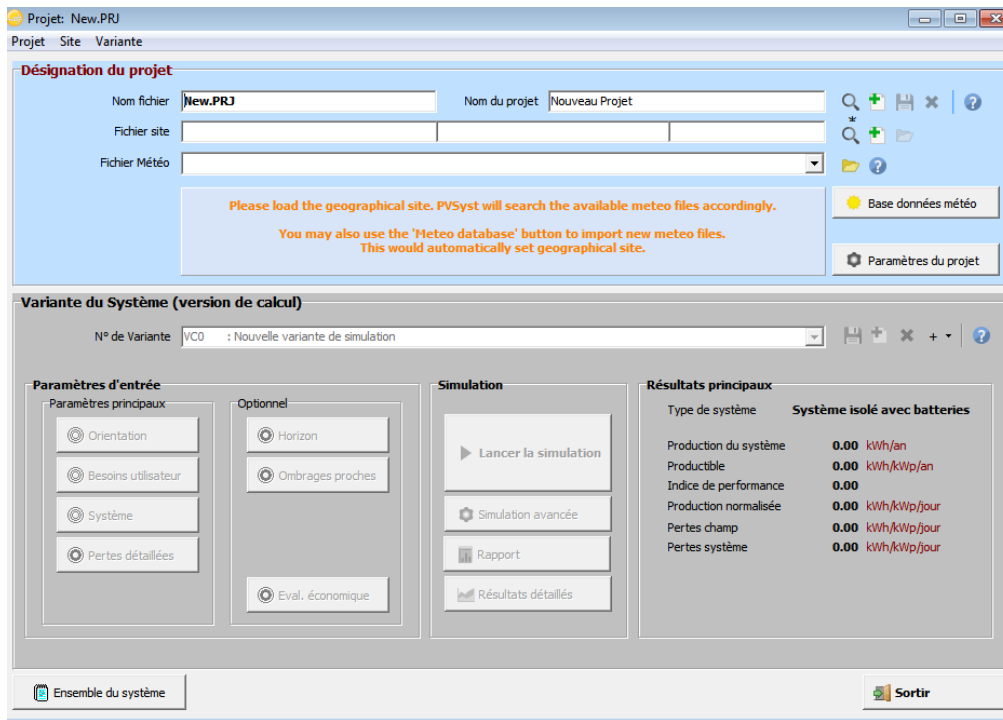 Projet: New.PRJ
Projet Site Variante
Désignation du projet
Nom fichier New.PRJ Nom du projet Nouveau Projet
Fichier site
Fichier Météo
Please load the geographical site. PVSyst will search the available meteo files accordingly.
You may also use the 'Meteo database' button to import new meteo files.
This would automatically set geographical site.
Base données météo
Paramètres du projet
Variante du Système (version de calcul)
N° de Variante VC0 : Nouvelle variante de simulation
Paramètres d'entrée
Paramètres principaux
Orientation
Besoins utilisateur
Système
Pertes détaillées
Optionnel
Horizon
Ombrages proches
Eval. économique
Simulation
Lancer la simulation
Simulation avancée
Rapport
Résultats détaillés
Résultats principaux
Type de système Système isolé avec batteries
Production du système 0.00 kWh/an
Productible 0.00 kWh/kWp/an
Indice de performance 0.00
Production normalisée 0.00 kWh/kWp/jour
Pertes champ 0.00 kWh/kWp/jour
Pertes système 0.00 kWh/kWp/jour
Ensemble du système
Sortir